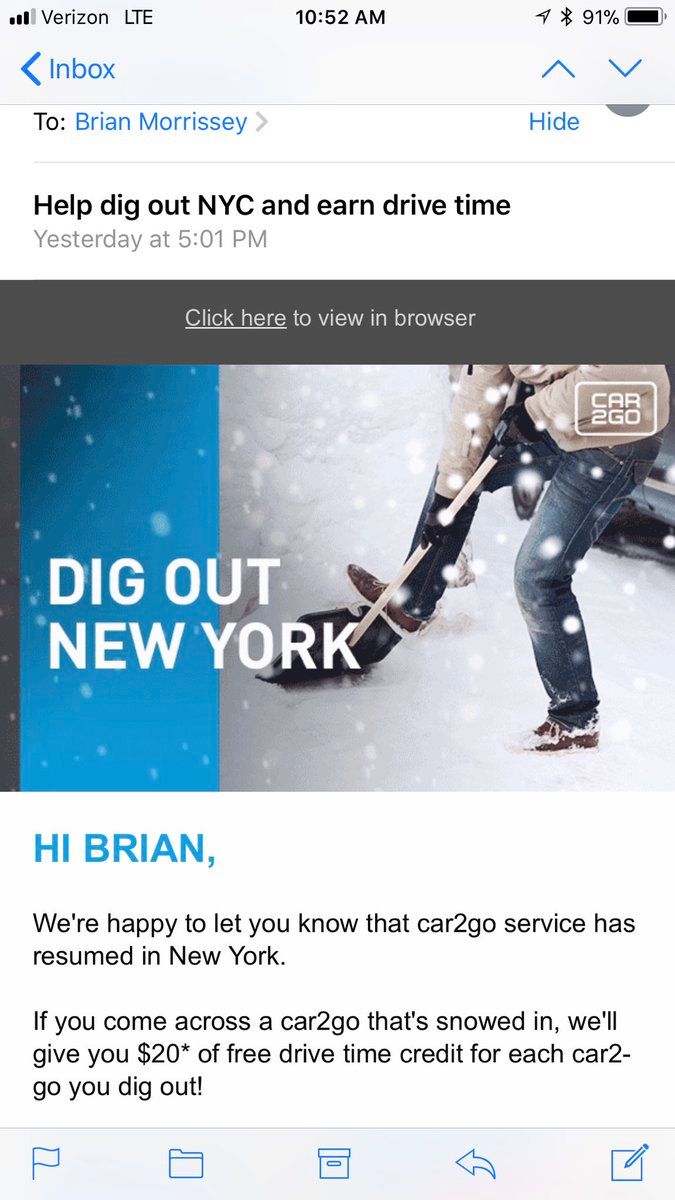 Verizon LTE 10:52 AM 91%
Inbox
To: Brian Morrissey Hide
Help dig out NYC and earn drive time
Yesterday at 5:01 PM
Click here to view in browser
CAR
2GO
DIG OUT
NEW YORK
HI BRIAN,
We're happy to let you know that car2go service has
resumed in New York.
If you come across a car2go that's snowed in, we'll
give you $20* of free drive time credit for each car2-
go you dig out!